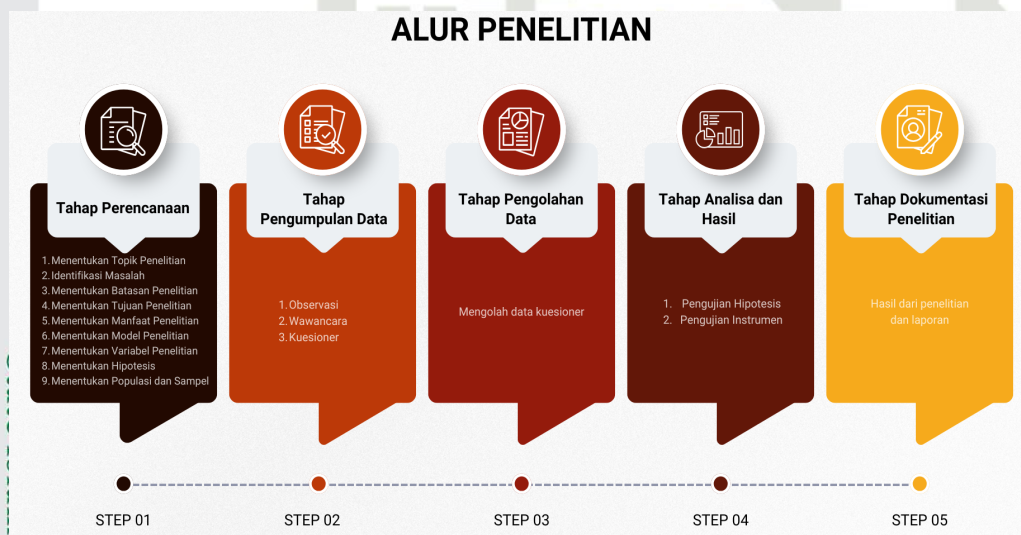 ALUR PENELITIAN
Tahap Perencanaan
1. Menentukan Topik Penelitian
2. Identifikasi Masalah
3. Menentukan Batasan Penelitian
4. Menentukan Tujuan Penelitian
5. Menentukan Manfaat Penelitian
6. Menentukan Model Penelitian
7. Menentukan Variabel Penelitian
8. Menentukan Hipotesis
9. Menentukan Populasi dan Sampel
STEP 01
Tahap
Pengumpulan Data
1. Observasi
2. Wawancara
3. Kuesioner
STEP 02
Tahap Pengolahan
Data
Mengolah data kuesioner
STEP 03
Tahap Analisa dan
Hasil
1. Pengujian Hipotesis
2. Pengujian Instrumen
STEP 04
Tahap Dokumentasi
Penelitian
Hasil dari penelitian
dan laporan
STEP 05